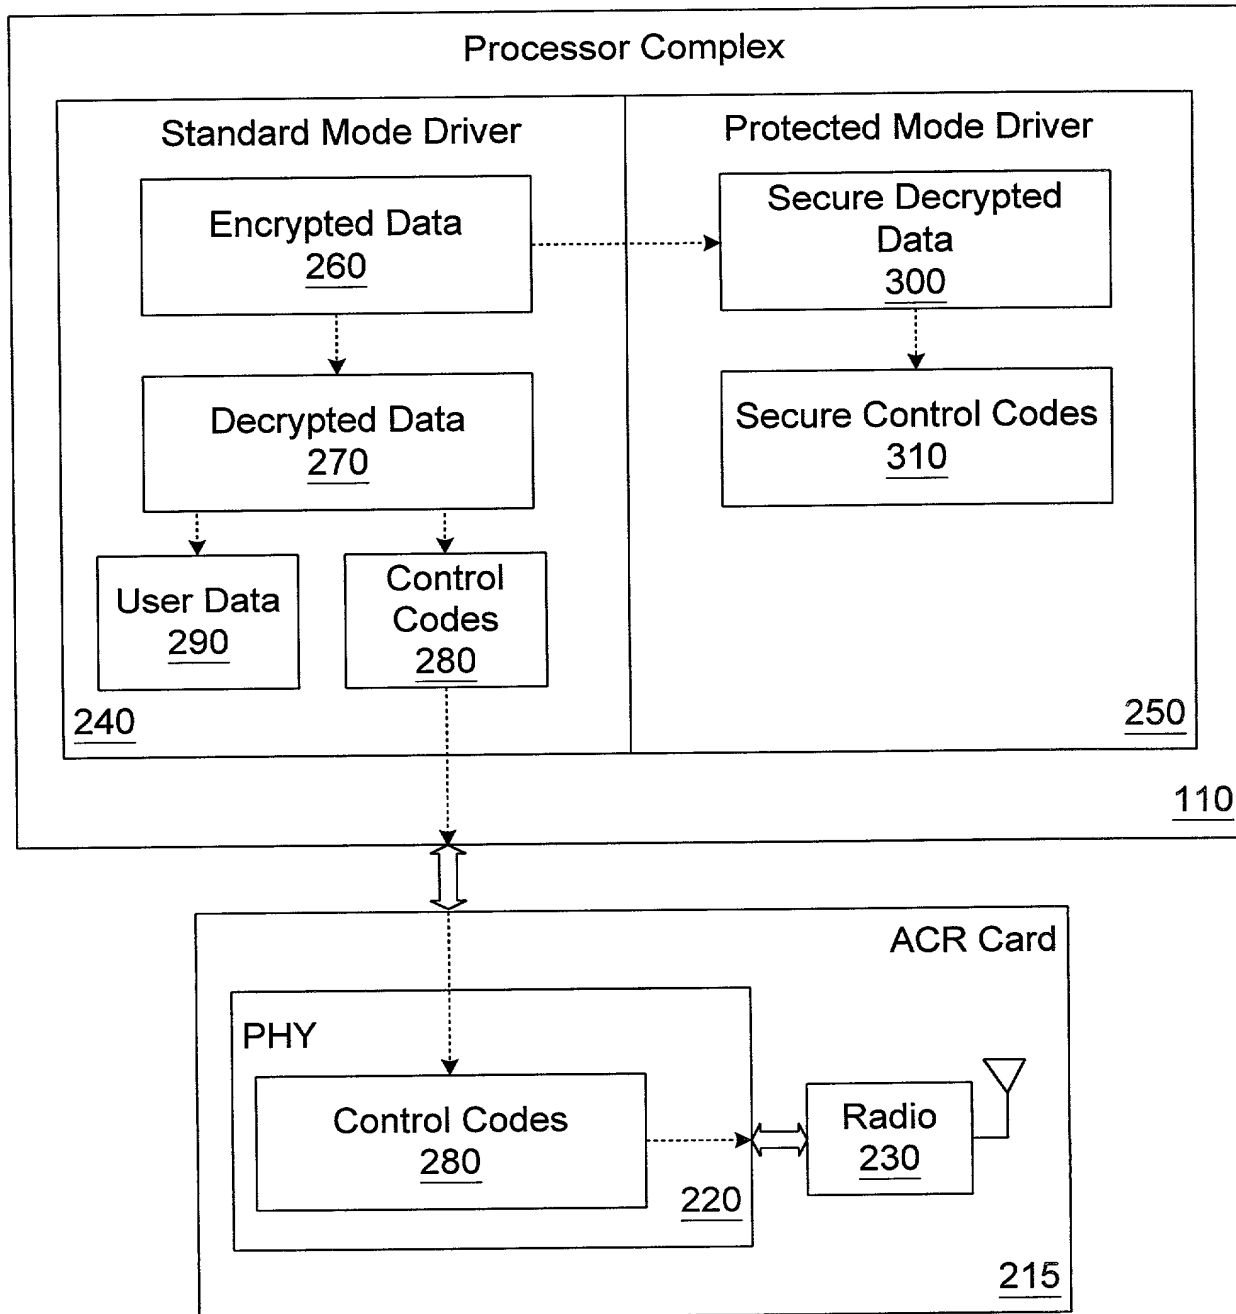 Processor Complex
Standard Mode Driver
Encrypted Data
260
Decrypted Data
270
User Data
290
Control
Codes
280
240
Protected Mode Driver
Secure Decrypted
Data
300
Secure Control Codes
310
250
110
ACR Card
PHY
Control Codes
280
220
Radio
230
215